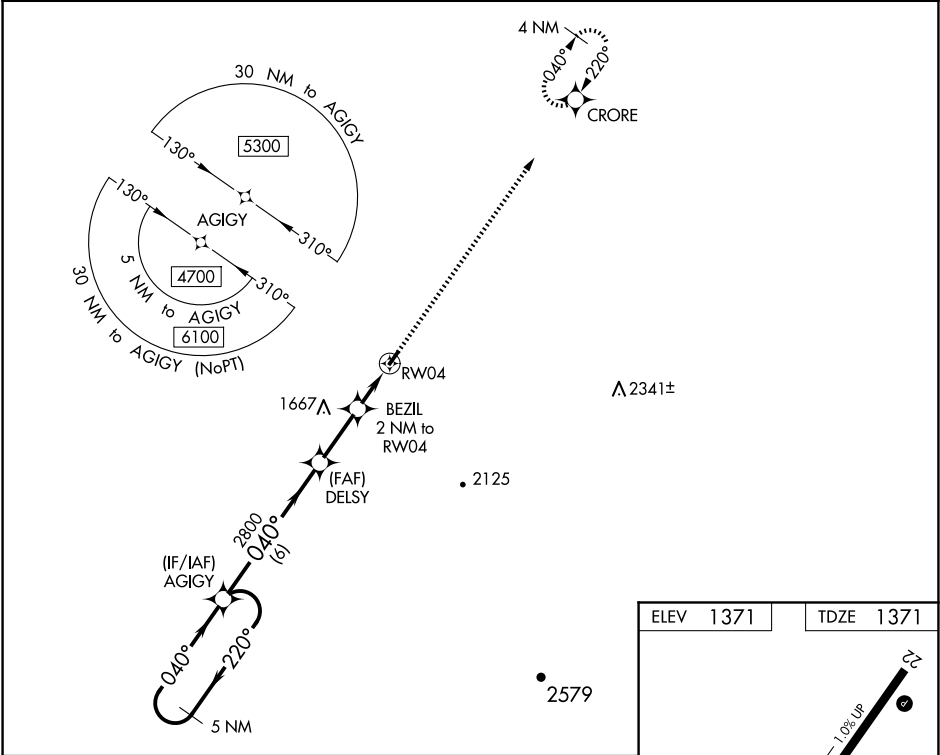 4 NM
040°
220°
CRORE
30 NM to AGIGY
5300
130°
310°
AGIGY
130°
310°
4700
5 NM to AGIGY
6100
30 NM to AGIGY (NoPT)
RW04
1667
BEZIL
2 NM to
RW04
2341±
(FAF)
DELSY
2125
2800
040°
(6)
(IF/IAF)
AGIGY
040°
220°
5 NM
2579
ELEV 1371
TDZE 1371
22
1.0% UP
P